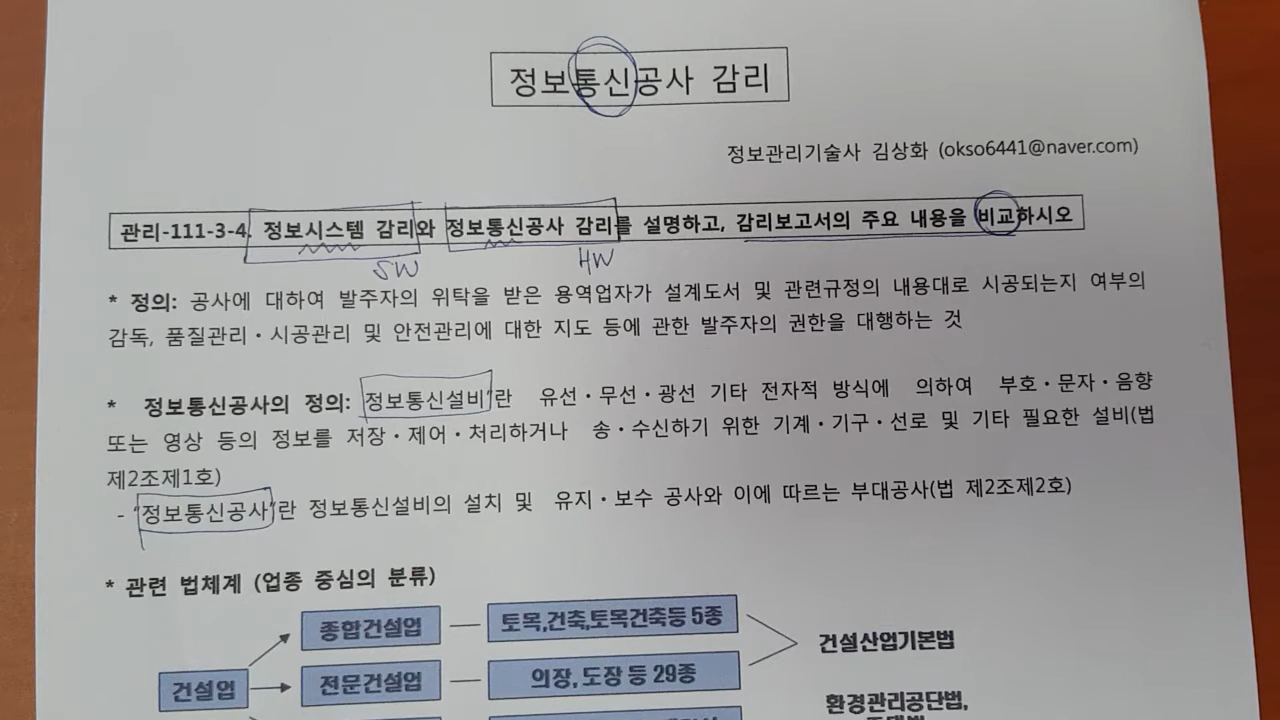 정보통신공사 감리
정보관리기술사 김상화 (okso6441@naver.com)
관리-111-3-4. 정보시스템 감리와 정보통신공사 감리를 설명하고, 감리보고서의 주요 내용을 비교하시오
SW HW
* 정의: 공사에 대하여 발주자의 위탁을 받은 용역업자가 설계도서 및 관련규정의 내용대로 시공되는지 여부의
감독, 품질관리·시공관리 및 안전관리에 대한 지도 등에 관한 발주자의 권한을 대행하는 것
* 정보통신공사의 정의: 정보통신설비"란 유선·무선·광선 기타 전자적 방식에 의하여 부호·문자·음향
또는 영상 등의 정보를 저장·제어·처리하거나 송·수신하기 위한 기계·기구·선로 및 기타 필요한 설비(법
제2조제1호)
- "정보통신공사"란 정보통신설비의 설치 및 유지·보수 공사와 이에 따르는 부대공사(법 제2조제2호)
* 관련 법체계 (업종 중심의 분류)
종합건설업 토목,건축,토목건축등 5종
건설산업기본법
건설업 전문건설업 의장, 도장 등 29종
환경관리공단법,